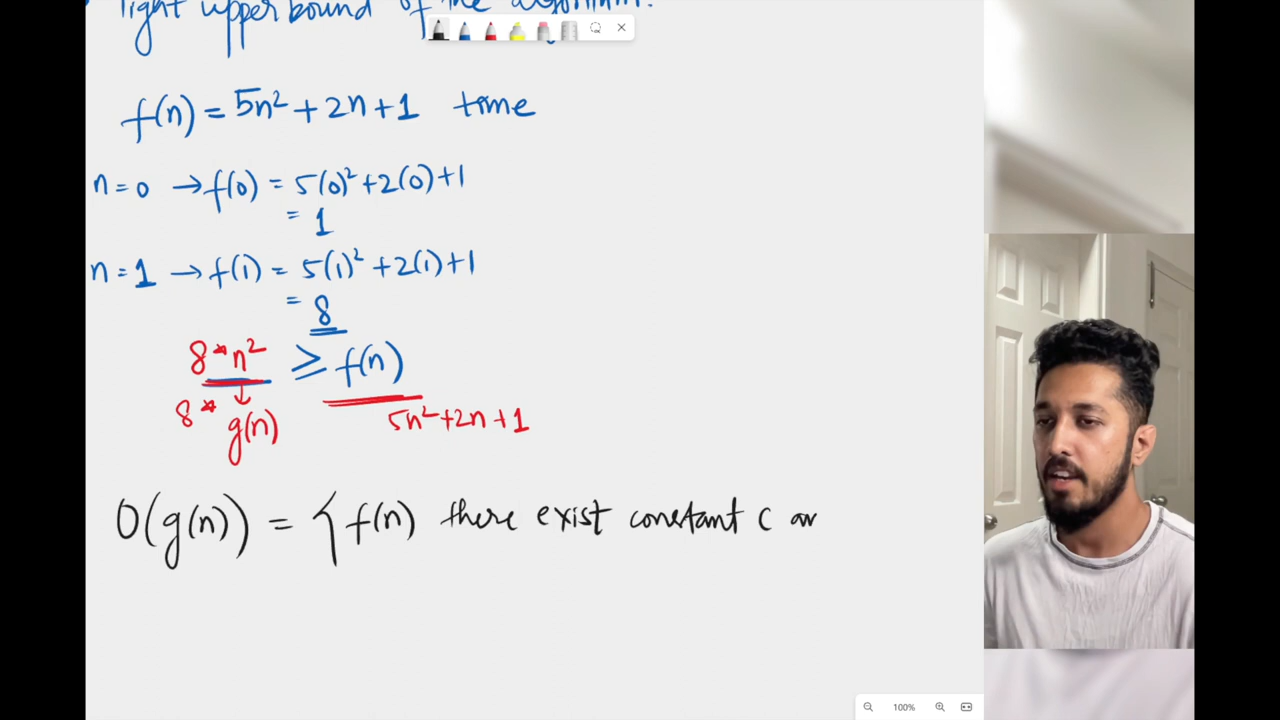 tight upper bound of the algorithm.
f(n) = 5n² + 2n + 1 time
n = 0 → f(0) = 5(0)² + 2(0) + 1
= 1
n = 1 → f(1) = 5(1)² + 2(1) + 1
= 8
8 * n² ≥ f(n)
8 * g(n) 5n² + 2n + 1
O(g(n)) = { f(n) there exist constant c an
100%